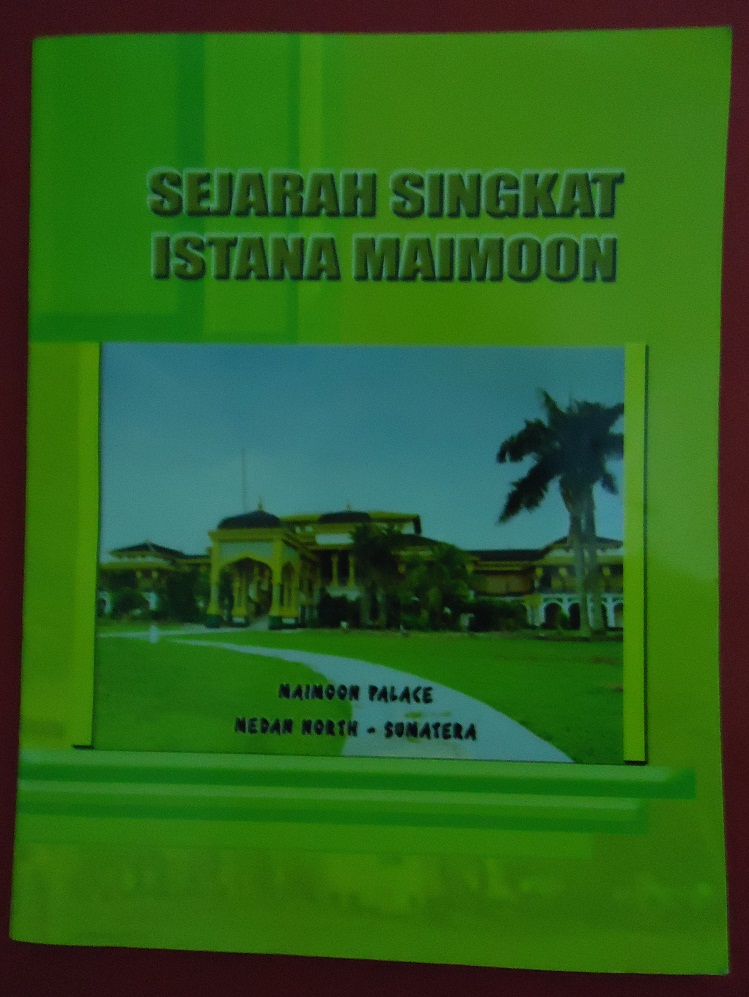 SEJARAH SINGKAT
ISTANA MAIMOON
MAIMOON PALACE
MEDAN NORTH - SUMATERA